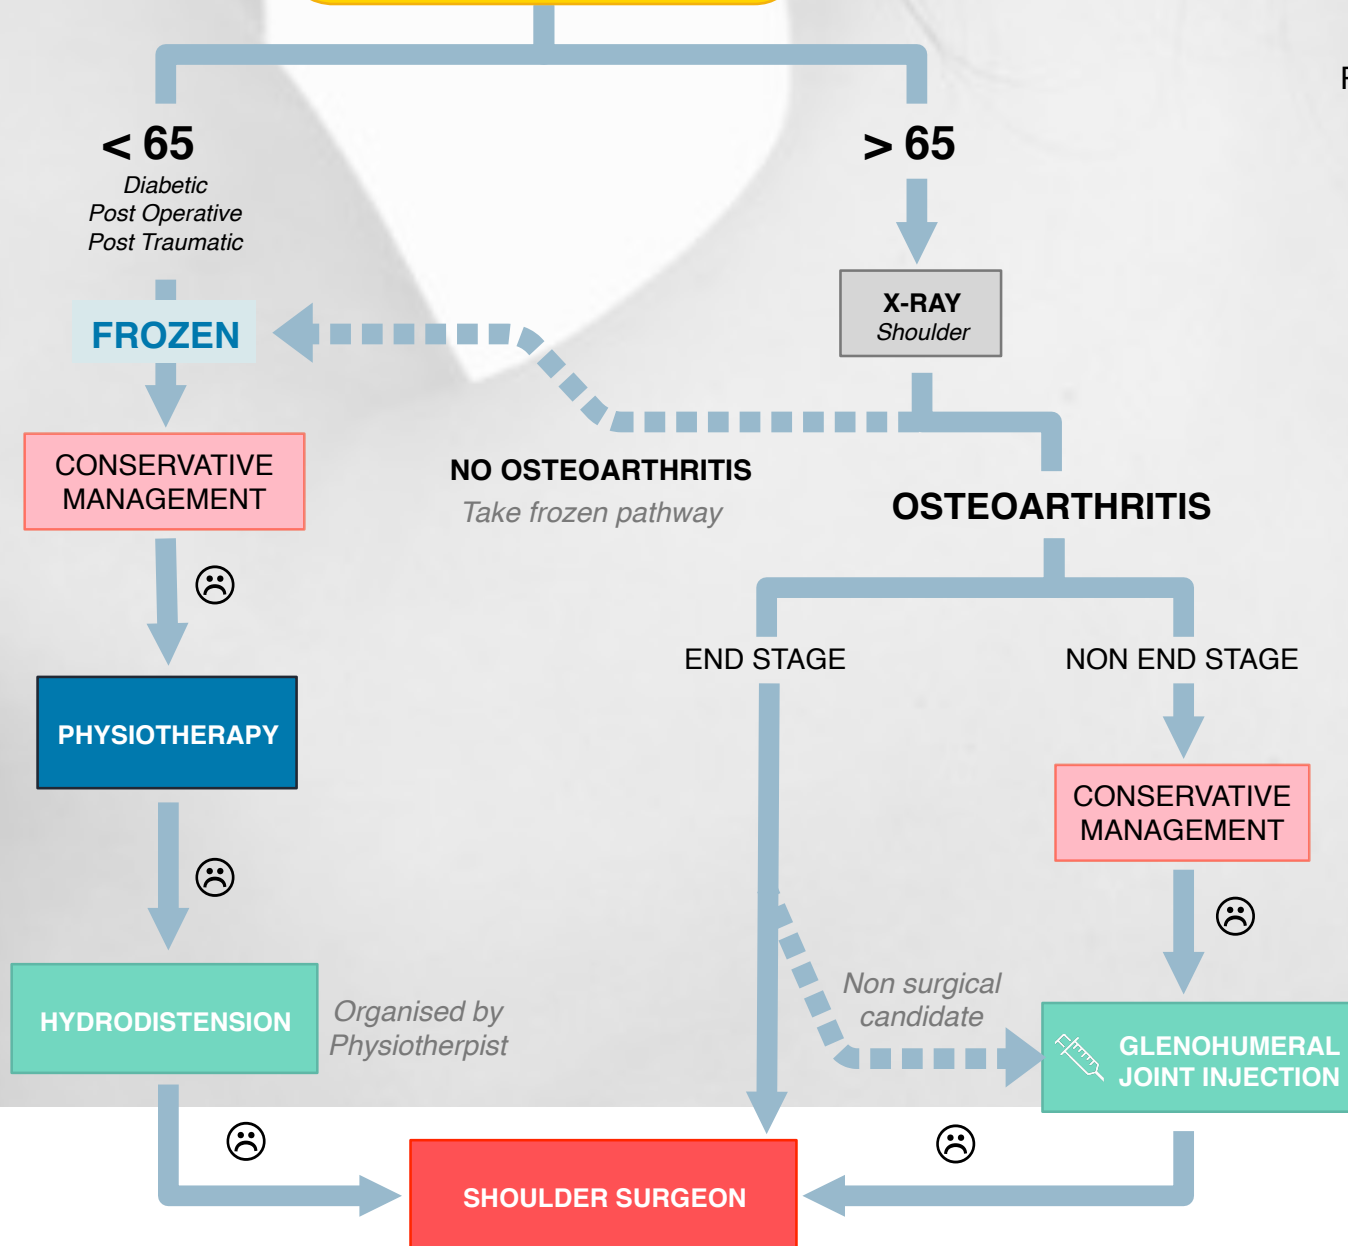 < 65
Diabetic
Post Operative
Post Traumatic
> 65
X-RAY
Shoulder
FROZEN
CONSERVATIVE
MANAGEMENT
NO OSTEOARTHRITIS
Take frozen pathway
OSTEOARTHRITIS
END STAGE
NON END STAGE
PHYSIOTHERAPY
CONSERVATIVE
MANAGEMENT
HYDRODISTENSION
Organised by
Physiotherpist
Non surgical
candidate
GLENOHUMERAL
JOINT INJECTION
SHOULDER SURGEON